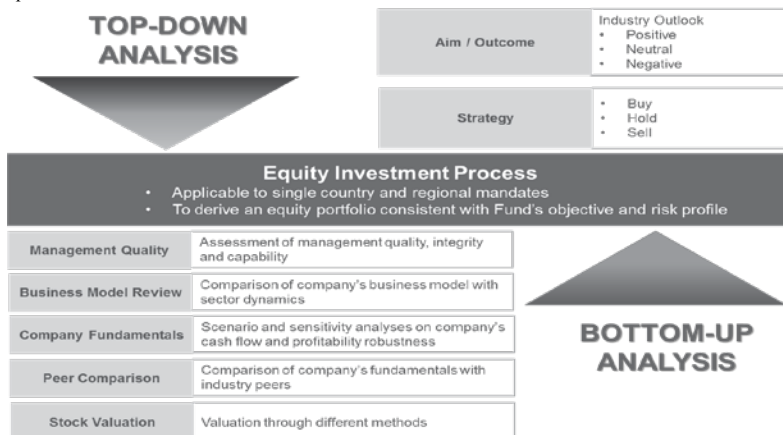 TOP-DOWN
ANALYSIS
Aim / Outcome
Industry Outlook
• Positive
• Neutral
• Negative
Strategy
• Buy
• Hold
• Sell
Equity Investment Process
• Applicable to single country and regional mandates
• To derive an equity portfolio consistent with Fund's objective and risk profile
Management Quality
Assessment of management quality, integrity
and capability
Business Model Review
Comparison of company's business model with
sector dynamics
Company Fundamentals
Scenario and sensitivity analyses on company's
cash flow and profitability robustness
Peer Comparison
Comparison of company's fundamentals with
industry peers
Stock Valuation
Valuation through different methods
BOTTOM-UP
ANALYSIS